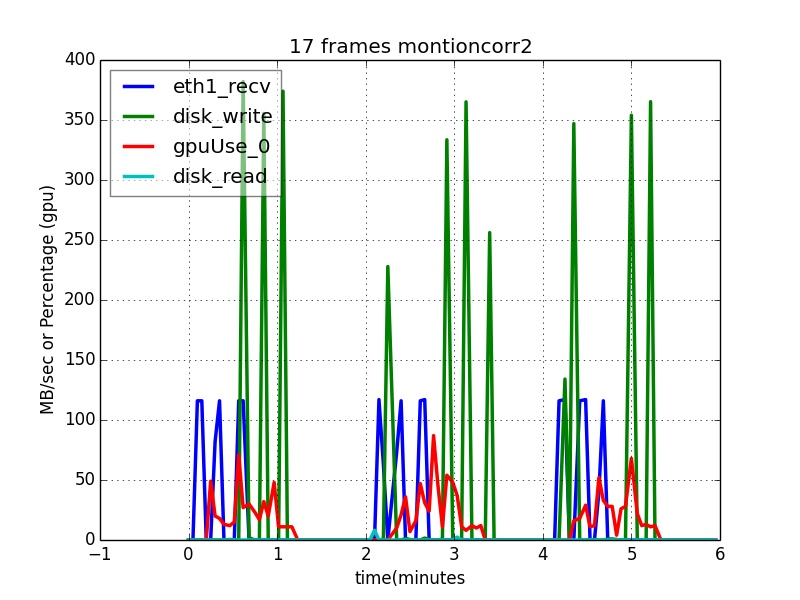 17 frames montioncorr2
eth1_recv
disk_write
gpuUse_0
disk_read
MB/sec or Percentage (gpu)
400
350
300
250
200
150
100
50
0
−1 0 1 2 3 4 5 6
time(minutes